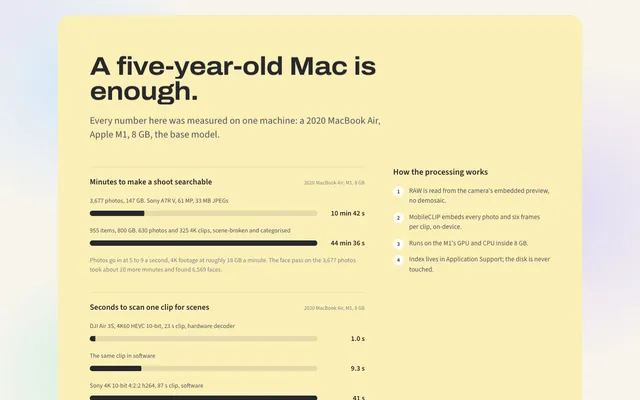 A five-year-old Mac is
enough.
Every number here was measured on one machine: a 2020 MacBook Air,
Apple M1, 8 GB, the base model.
Minutes to make a shoot searchable
2020 MacBook Air, M1, 8 GB
3,677 photos, 147 GB. Sony A7R V, 61 MP, 33 MB JPEGs
10 min 42 s
955 items, 800 GB. 630 photos and 325 4K clips, scene-broken and categorised
44 min 36 s
Photos go in at 5 to 9 a second, 4K footage at roughly 18 GB a minute. The face pass on the 3,677 photos
took about 10 more minutes and found 6,569 faces.
Seconds to scan one clip for scenes
2020 MacBook Air, M1, 8 GB
DJI Air 3S, 4K60 HEVC 10-bit, 23 s clip, hardware decoder
1.0 s
The same clip in software
9.3 s
Sony 4K 10-bit 4:2:2 h264, 87 s clip, software
41 s
How the processing works
1 RAW is read from the camera's embedded preview,
no demosaic.
2 MobileCLIP embeds every photo and six frames
per clip, on-device.
3 Runs on the M1's GPU and CPU inside 8 GB.
4 Index lives in Application Support; the disk is never
touched.